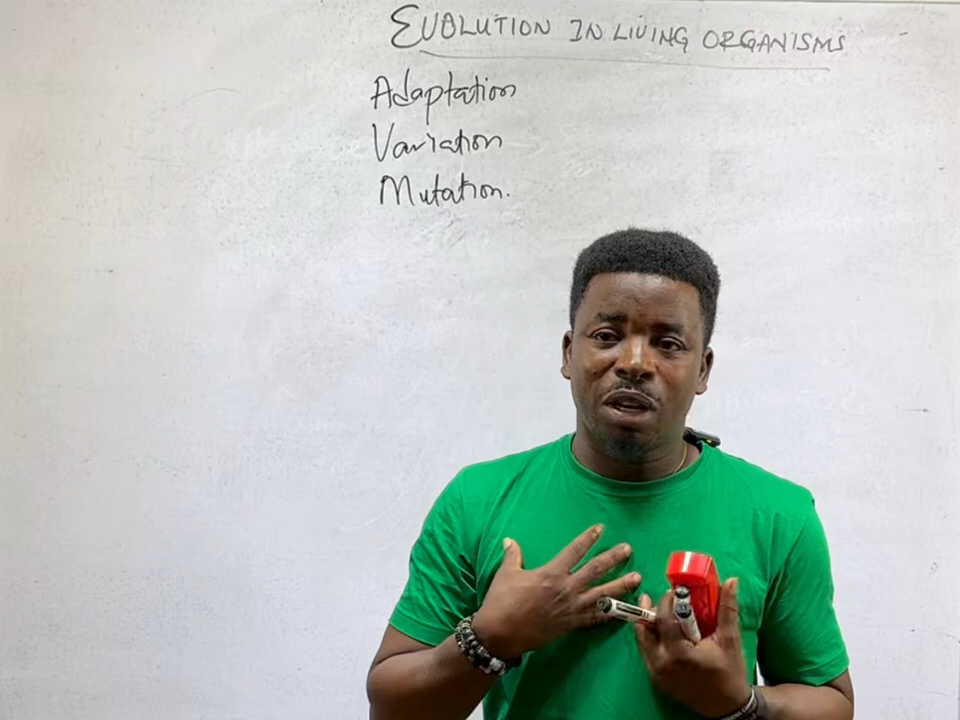 EVOLUTION IN LIVING ORGANISMS
Adaptation
Variation
Mutation.